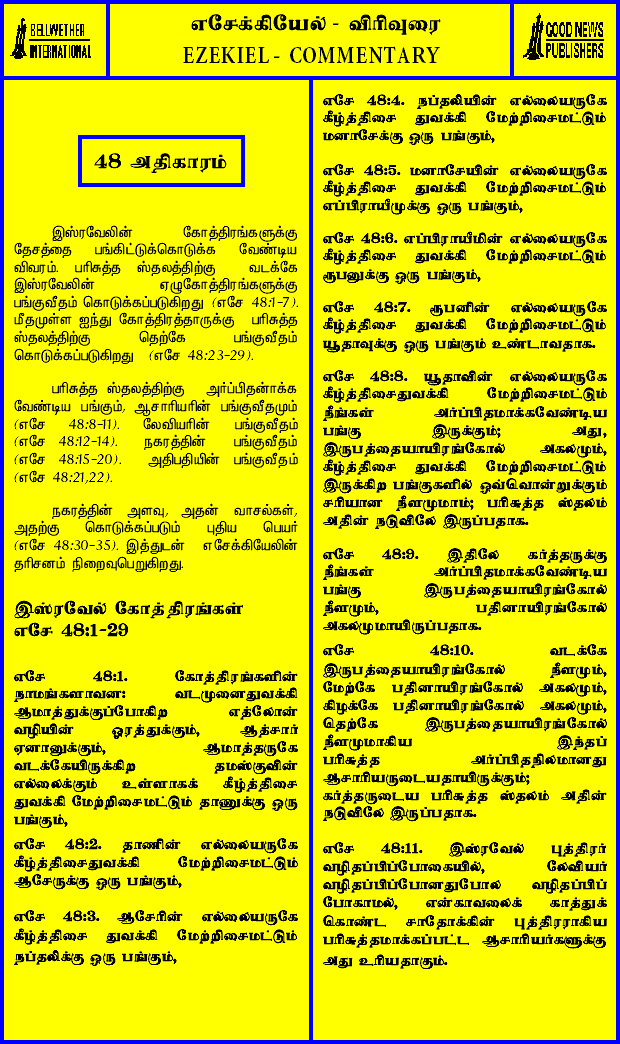 BELLWETHER
INTERNATIONAL
எசேக்கியேல் - விரிவுரை
EZEKIEL - COMMENTARY
GOOD NEWS
PUBLISHERS
48 அதிகாரம்
இஸ்ரவேலின் கோத்திரங்களுக்கு
தேசத்தை பங்கிட்டுக்கொடுக்க வேண்டிய
விவரம். பரிசுத்த ஸ்தலத்திற்கு வடக்கே
இஸ்ரவேலின் ஏழுகோத்திரங்களுக்கு
பங்குவீதம் கொடுக்கப்படுகிறது (எசே 48:1-7).
மீதமுள்ள ஐந்து கோத்திரத்தாருக்கு பரிசுத்த
ஸ்தலத்திற்கு தெற்கே பங்குவீதம்
கொடுக்கப்படுகிறது (எசே 48:23-29).
பரிசுத்த ஸ்தலத்திற்கு அர்ப்பிதனாக்க
வேண்டிய பங்கும், ஆசாரியரின் பங்குவீதமும்
(எசே 48:8-11). லேவியரின் பங்குவீதம்
(எசே 48:12-14). நகரத்தின் பங்குவீதம்
(எசே 48:15-20). அதிபதியின் பங்குவீதம்
(எசே 48:21,22).
நகரத்தின் அளவு, அதன் வாசல்கள்,
அதற்கு கொடுக்கப்படும் புதிய பெயர்
(எசே 48:30-35). இத்துடன் எசேக்கியேலின்
தரிசனம் நிறைவுபெறுகிறது.
இஸ்ரவேல் கோத்திரங்கள்
எசே 48:1-29
எசே 48:1. கோத்திரங்களின்
நாமங்களாவன: வடமுனைதுவக்கி
ஆமாத்துக்குப்போகிற எத்லோன்
வழியின் ஓரத்துக்கும், ஆத்சார்
ஏனானுக்கும், ஆமாத்தருகே
வடக்கேயிருக்கிற தமஸ்குவின்
எல்லைக்கும் உள்ளாகக் கீழ்த்திசை
துவக்கி மேற்றிசைமட்டும் தாணுக்கு ஒரு
பங்கும்,
எசே 48:2. தாணின் எல்லையருகே
கீழ்த்திசைதுவக்கி மேற்றிசைமட்டும்
ஆசேருக்கு ஒரு பங்கும்,
எசே 48:3. ஆசேரின் எல்லையருகே
கீழ்த்திசை துவக்கி மேற்றிசைமட்டும்
நப்தலிக்கு ஒரு பங்கும்,
எசே 48:4. நப்தலியின் எல்லையருகே
கீழ்த்திசை துவக்கி மேற்றிசைமட்டும்
மனாசேக்கு ஒரு பங்கும்,
எசே 48:5. மனாசேயின் எல்லையருகே
கீழ்த்திசை துவக்கி மேற்றிசைமட்டும்
எப்பிராயீமுக்கு ஒரு பங்கும்,
எசே 48:6. எப்பிராயீமின் எல்லையருகே
கீழ்த்திசை துவக்கி மேற்றிசைமட்டும்
ரூபனுக்கு ஒரு பங்கும்,
எசே 48:7. ரூபனின் எல்லையருகே
கீழ்த்திசை துவக்கி மேற்றிசைமட்டும்
யூதாவுக்கு ஒரு பங்கும் உண்டாவதாக.
எசே 48:8. யூதாவின் எல்லையருகே
கீழ்த்திசைதுவக்கி மேற்றிசைமட்டும்
நீங்கள் அர்ப்பிதமாக்கவேண்டிய
பங்கு இருக்கும்; அது,
இருபத்தையாயிரங்கோல் அகலமும்,
கீழ்த்திசை துவக்கி மேற்றிசைமட்டும்
இருக்கிற பங்குகளில் ஒவ்வொன்றுக்கும்
சரியான நீளமுமாம்; பரிசுத்த ஸ்தலம்
அதின் நடுவிலே இருப்பதாக.
எசே 48:9. இதிலே கர்த்தருக்கு
நீங்கள் அர்ப்பிதமாக்கவேண்டிய
பங்கு இருபத்தையாயிரங்கோல்
நீளமும், பதினாயிரங்கோல்
அகலமுமாயிருப்பதாக.
எசே 48:10. வடக்கே
இருபத்தையாயிரங்கோல் நீளமும்,
மேற்கே பதினாயிரங்கோல் அகலமும்,
கிழக்கே பதினாயிரங்கோல் அகலமும்,
தெற்கே இருபத்தையாயிரங்கோல்
நீளமுமாகிய இந்தப்
பரிசுத்த அர்ப்பிதநிலமானது
ஆசாரியருடையதாயிருக்கும்;
கர்த்தருடைய பரிசுத்த ஸ்தலம் அதின்
நடுவிலே இருப்பதாக.
எசே 48:11. இஸ்ரவேல் புத்திரர்
வழிதப்பிப்போகையில், லேவியர்
வழிதப்பிப்போனதுபோல் வழிதப்பிப்
போகாமல், என்காவலைக் காத்துக்
கொண்ட சாதோக்கின் புத்திரராகிய
பரிசுத்தமாக்கப்பட்ட ஆசாரியர்களுக்கு
அது உரியதாகும்.